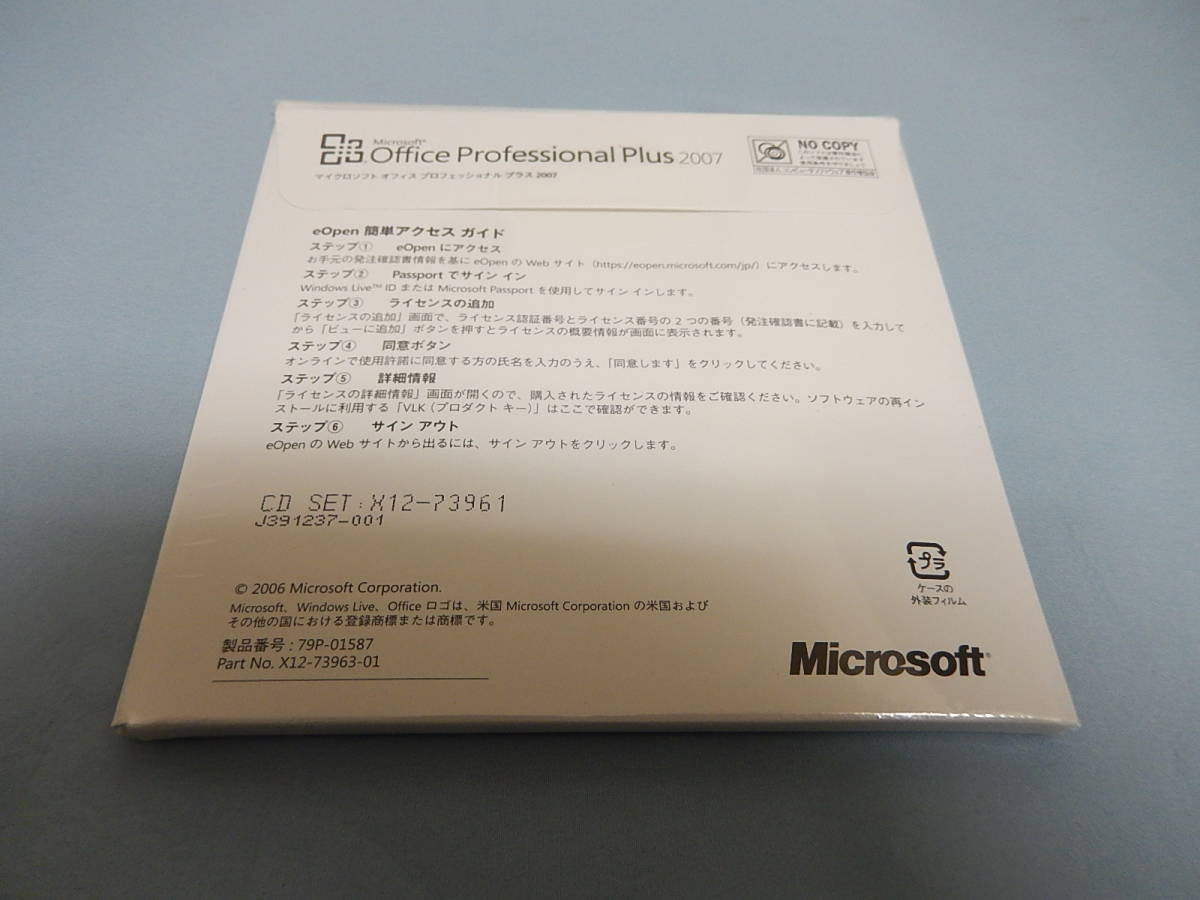 Microsoft®
Office Professional Plus 2007
マイクロソフト オフィス プロフェッショナル プラス 2007
NO COPY
eOpen 簡単アクセス ガイド
ステップ① eOpen にアクセス
お手元の発注確認書情報を基に eOpen の Web サイト（https://eopen.microsoft.com/jp/）にアクセスします。
ステップ② Passport でサイン イン
Windows Live™ ID または Microsoft Passport を使用してサイン インします。
ステップ③ ライセンスの追加
「ライセンスの追加」画面で、ライセンス認証番号とライセンス番号の 2 つの番号（発注確認書に記載）を入力して
から「ビューに追加」ボタンを押すとライセンスの概要情報が画面に表示されます。
ステップ④ 同意ボタン
オンラインで使用許諾に同意する方の氏名を入力のうえ、「同意します」をクリックしてください。
ステップ⑤ 詳細情報
「ライセンスの詳細情報」画面が開くので、購入されたライセンスの情報をご確認ください。ソフトウェアの再イン
ストールに利用する「VLK（プロダクト キー）」はここで確認ができます。
ステップ⑥ サイン アウト
eOpen の Web サイトから出るには、サイン アウトをクリックします。
CD SET:X12-73961
J391237-001
プラ
ケースの
外装フィルム
© 2006 Microsoft Corporation.
Microsoft、Windows Live、Office ロゴは、米国 Microsoft Corporation の米国および
その他の国における登録商標または商標です。
製品番号 : 79P-01587
Part No. X12-73963-01
Microsoft®